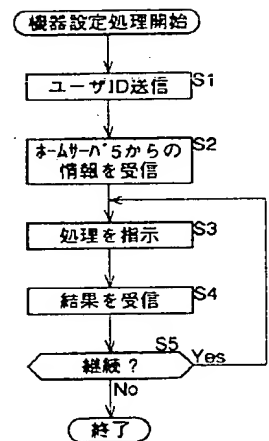 機器設定処理開始
ユーザID送信
S1
ホームサーバ5からの
情報を受信
S2
処理を指示
S3
結果を受信
S4
S5
継続?
Yes
No
終了